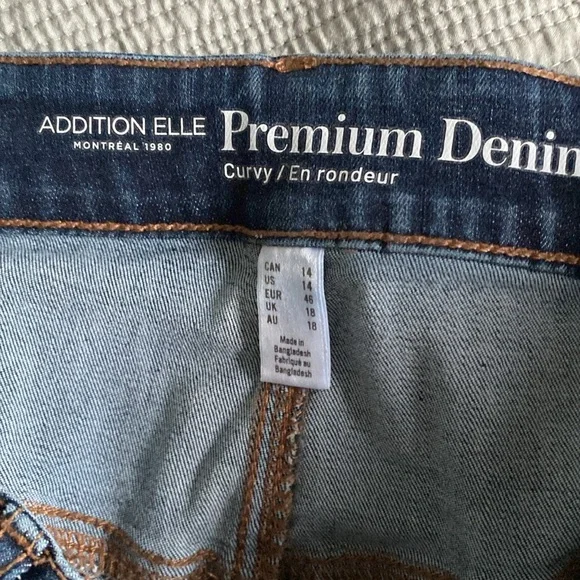 ADDITION ELLE
MONTRÉAL 1980
Premium Denim
Curvy / En rondeur
CAN 14
US 14
EUR 46
UK 18
AU 18
Made in
Bangladesh
Fabriqué au
Bangladesh